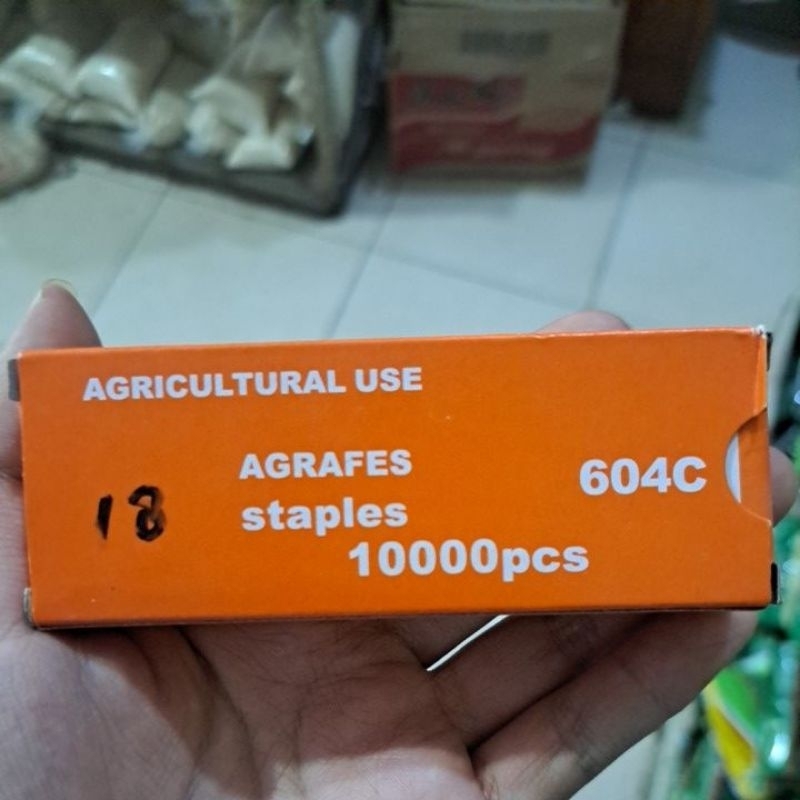 AGRICULTURAL USE
AGRAFES
604C
18
staples
10000pcs